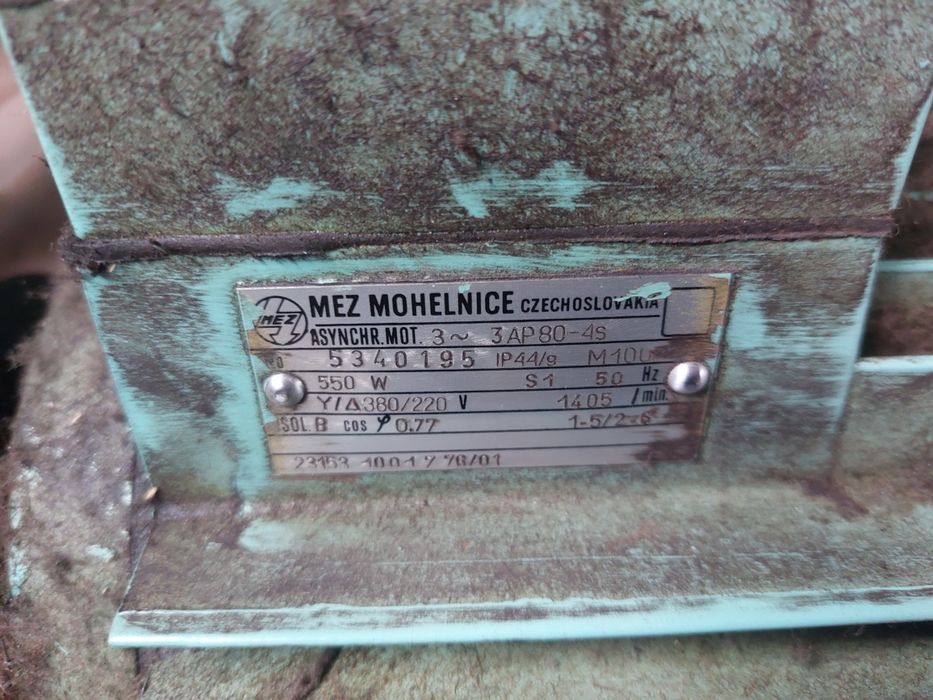 MEZ MEZ MOHELNICE CZECHOSLOVAKIA
ASYNCHR.MOT. 3~ 3AP80-4s
5340195 IP44/9
550 W S1 50 Hz
Y/Δ380/220 V 1405 /min.
ISOL.B cos φ 0.77